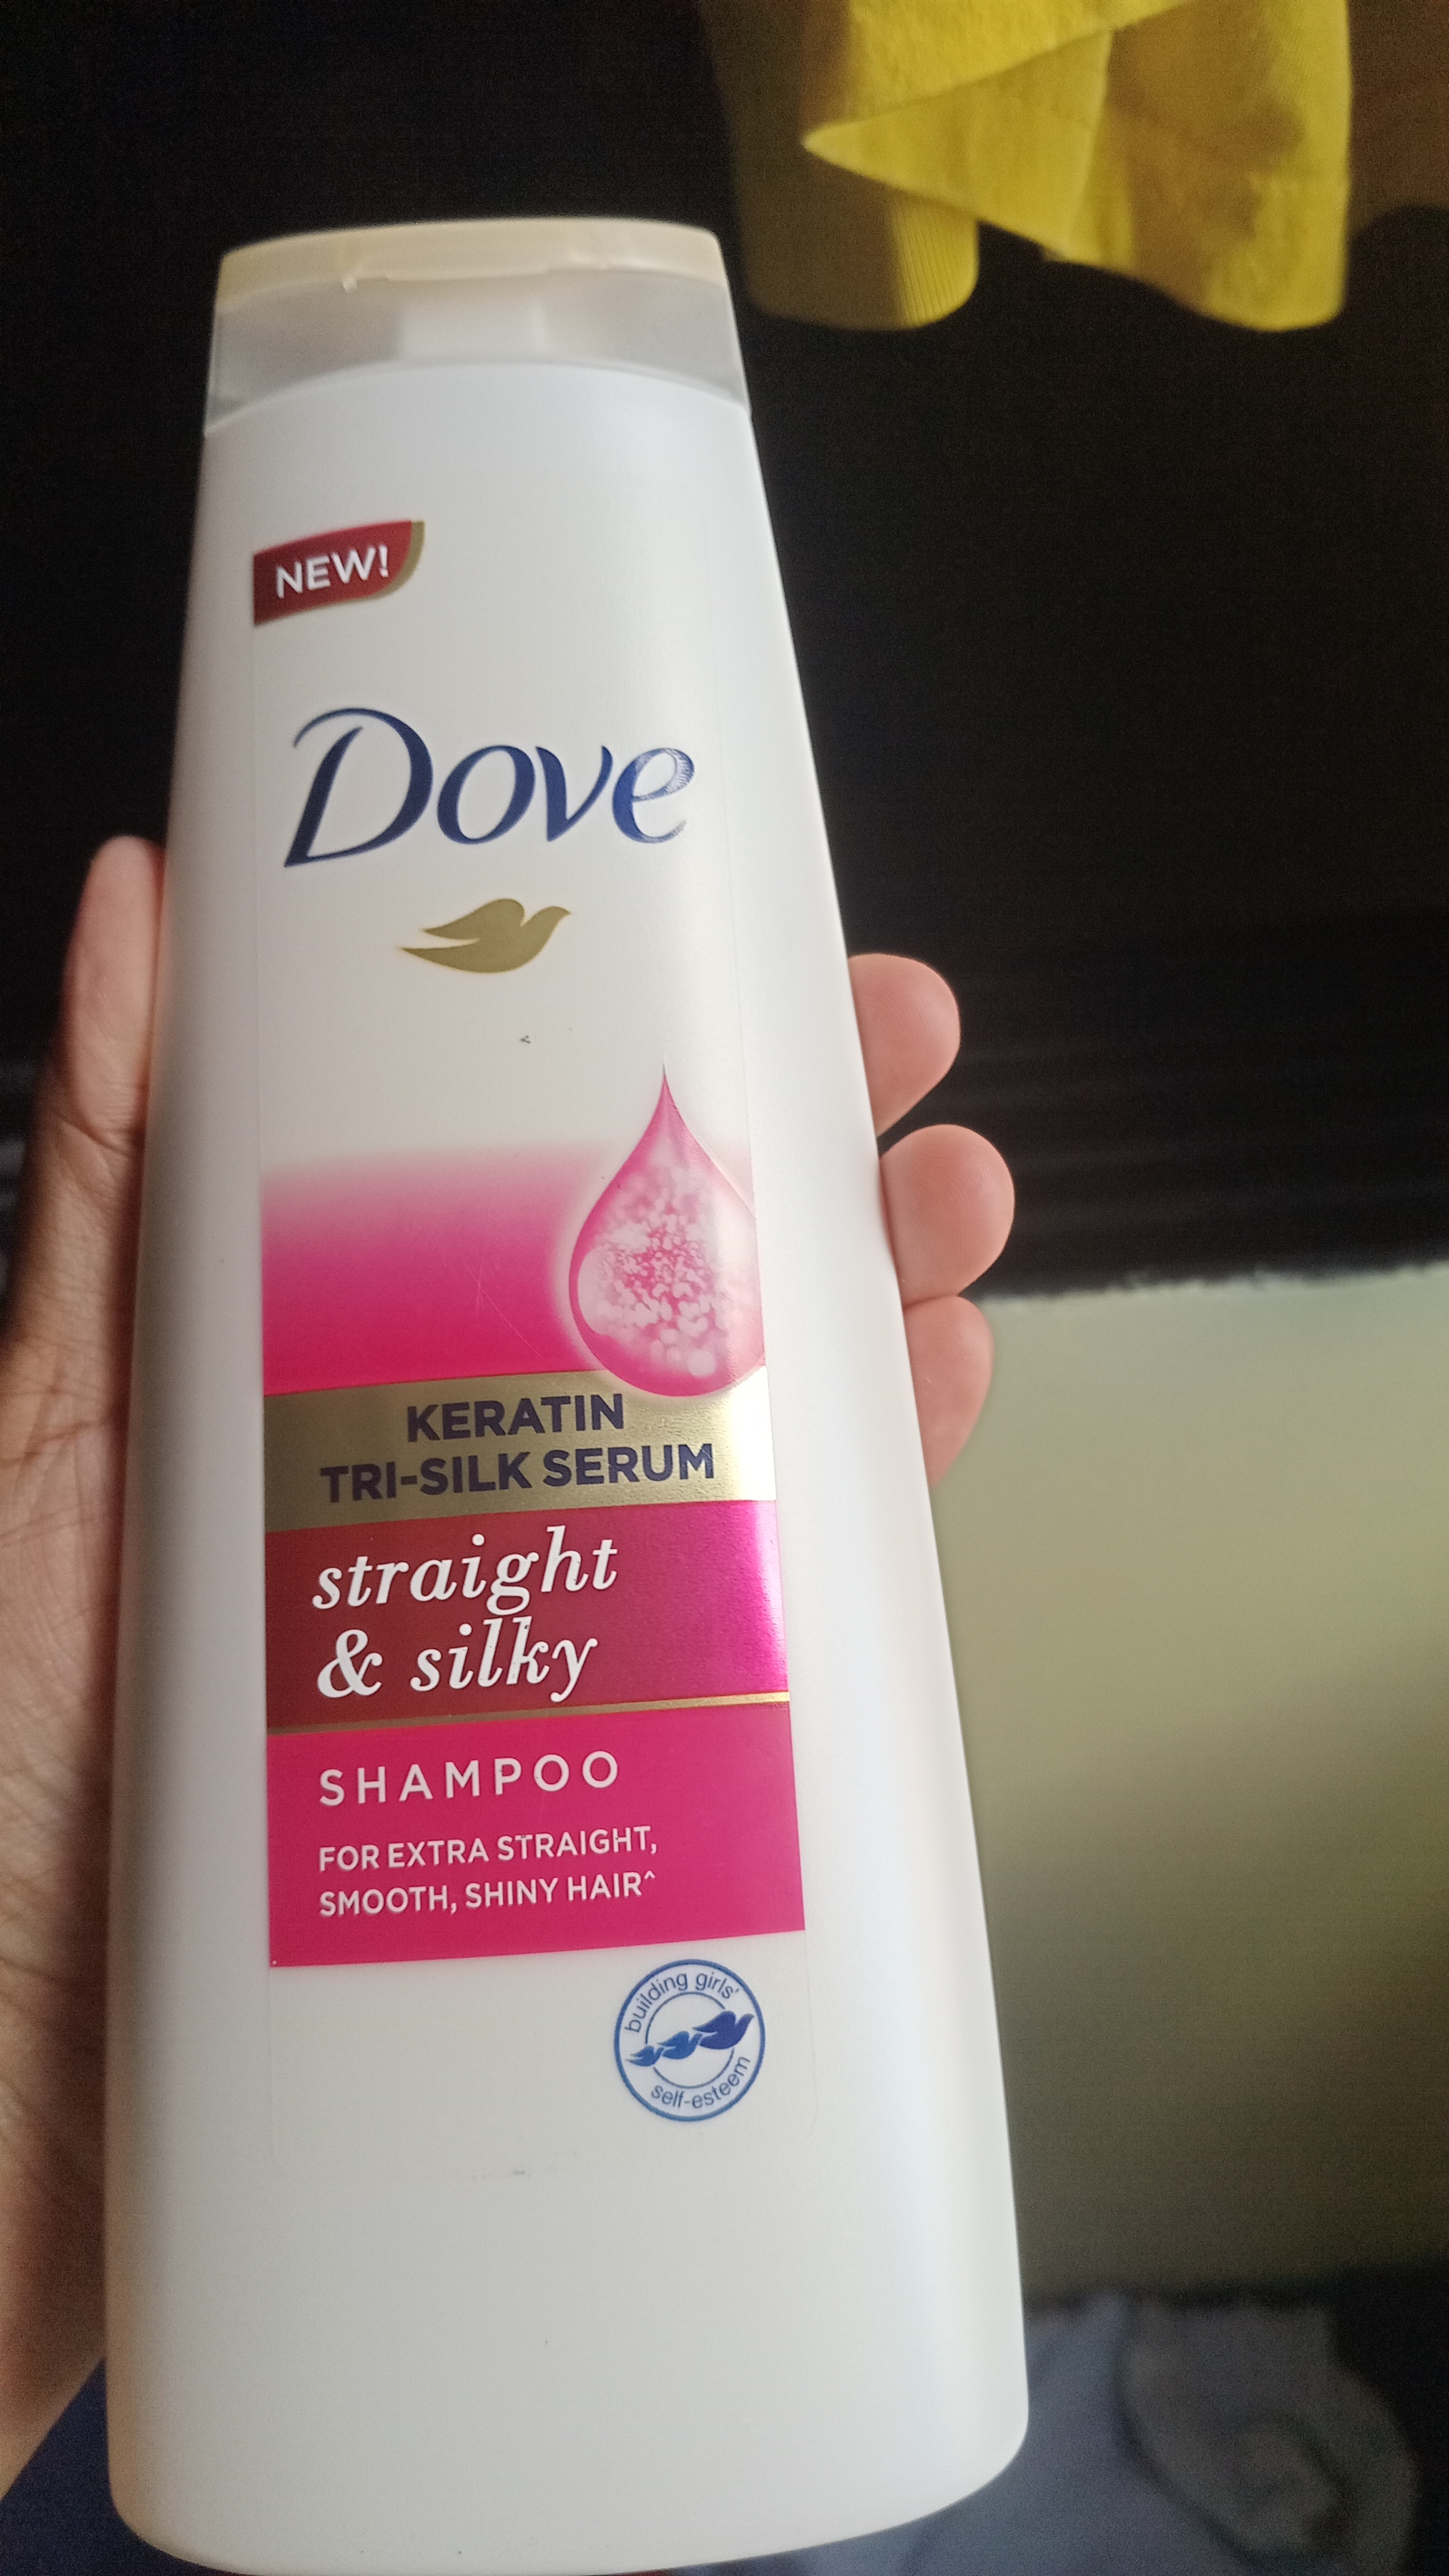 NEW!
Dove
KERATIN
TRI-SILK SERUM
straight
& silky
SHAMPOO
FOR EXTRA STRAIGHT,
SMOOTH, SHINY HAIR^
building girls'
self-esteem